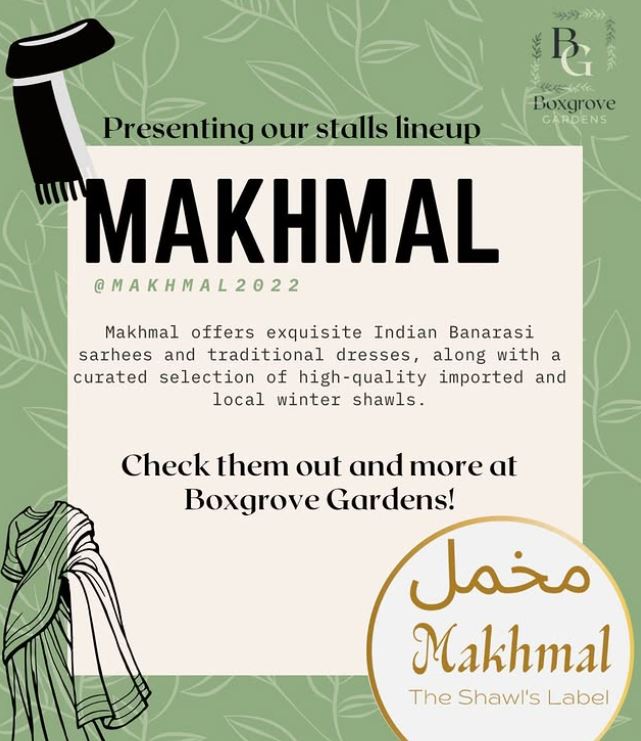 BG
Boxgrove
GARDENS
Presenting our stalls lineup
MAKHMAL
@MAKHMAL2022
Makhmal offers exquisite Indian Banarasi
sarhees and traditional dresses, along with a
curated selection of high-quality imported and
local winter shawls.
Check them out and more at
Boxgrove Gardens!
مخمل
Makhmal
The Shawl's Label